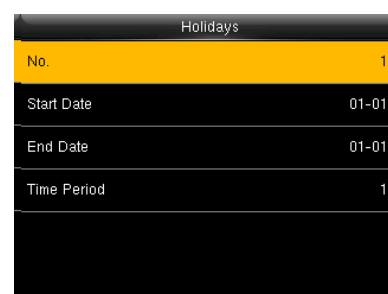 Holidays
No. 1
Start Date 01-01
End Date 01-01
Time Period 1